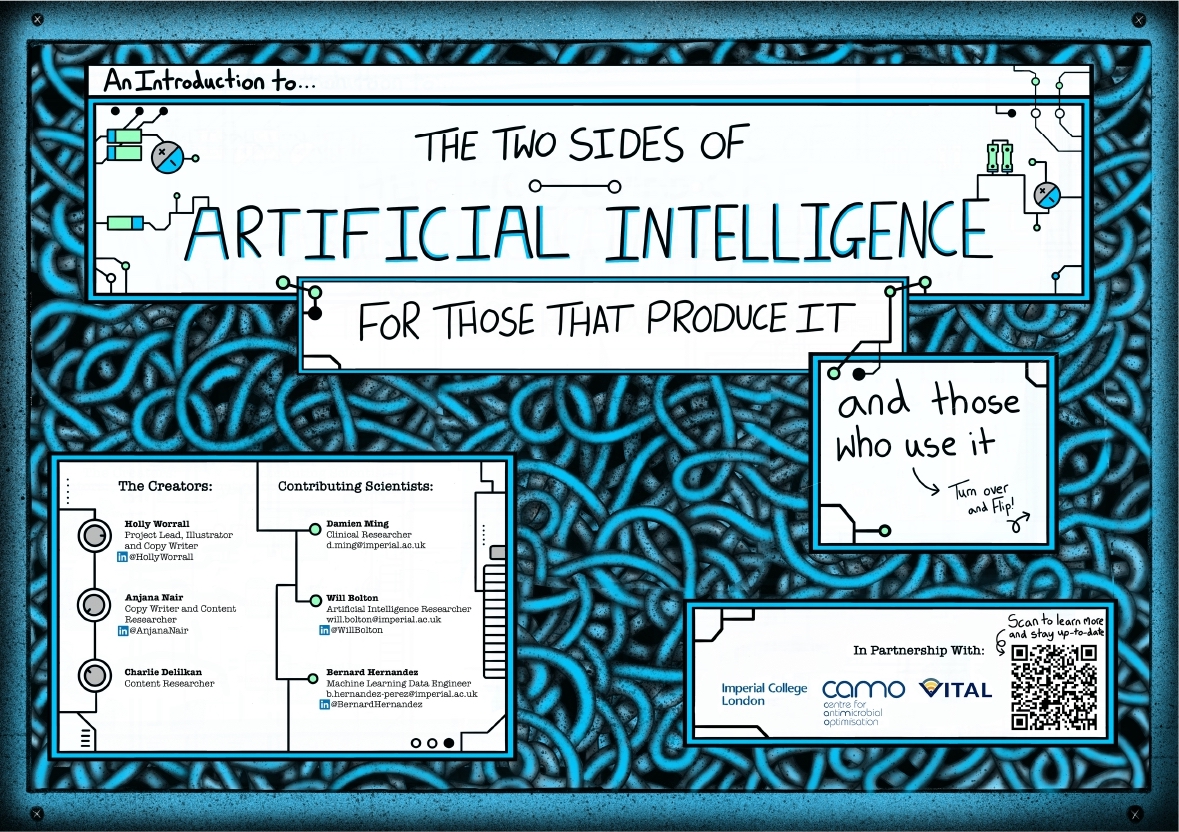 An Introduction to...
THE TWO SIDES OF
ARTIFICIAL INTELLIGENCE
FOR THOSE THAT PRODUCE IT
and those
who use it
Turn over
and Flip!
The Creators:
Holly Worrall
Project Lead, Illustrator
and Copy Writer
in @HollyWorrall
Anjana Nair
Copy Writer and Content
Researcher
in @AnjanaNair
Charlie Delilkan
Content Researcher
Contributing Scientists:
Damien Ming
Clinical Researcher
d.ming@imperial.ac.uk
Will Bolton
Artificial Intelligence Researcher
will.bolton@imperial.ac.uk
in @WillBolton
Bernard Hernandez
Machine Learning Data Engineer
b.hernandez-perez@imperial.ac.uk
in @BernardHernandez
Scan to learn more
and stay up-to-date
In Partnership With:
Imperial College
London
camo
centre for
antimicrobial
optimisation
VITAL